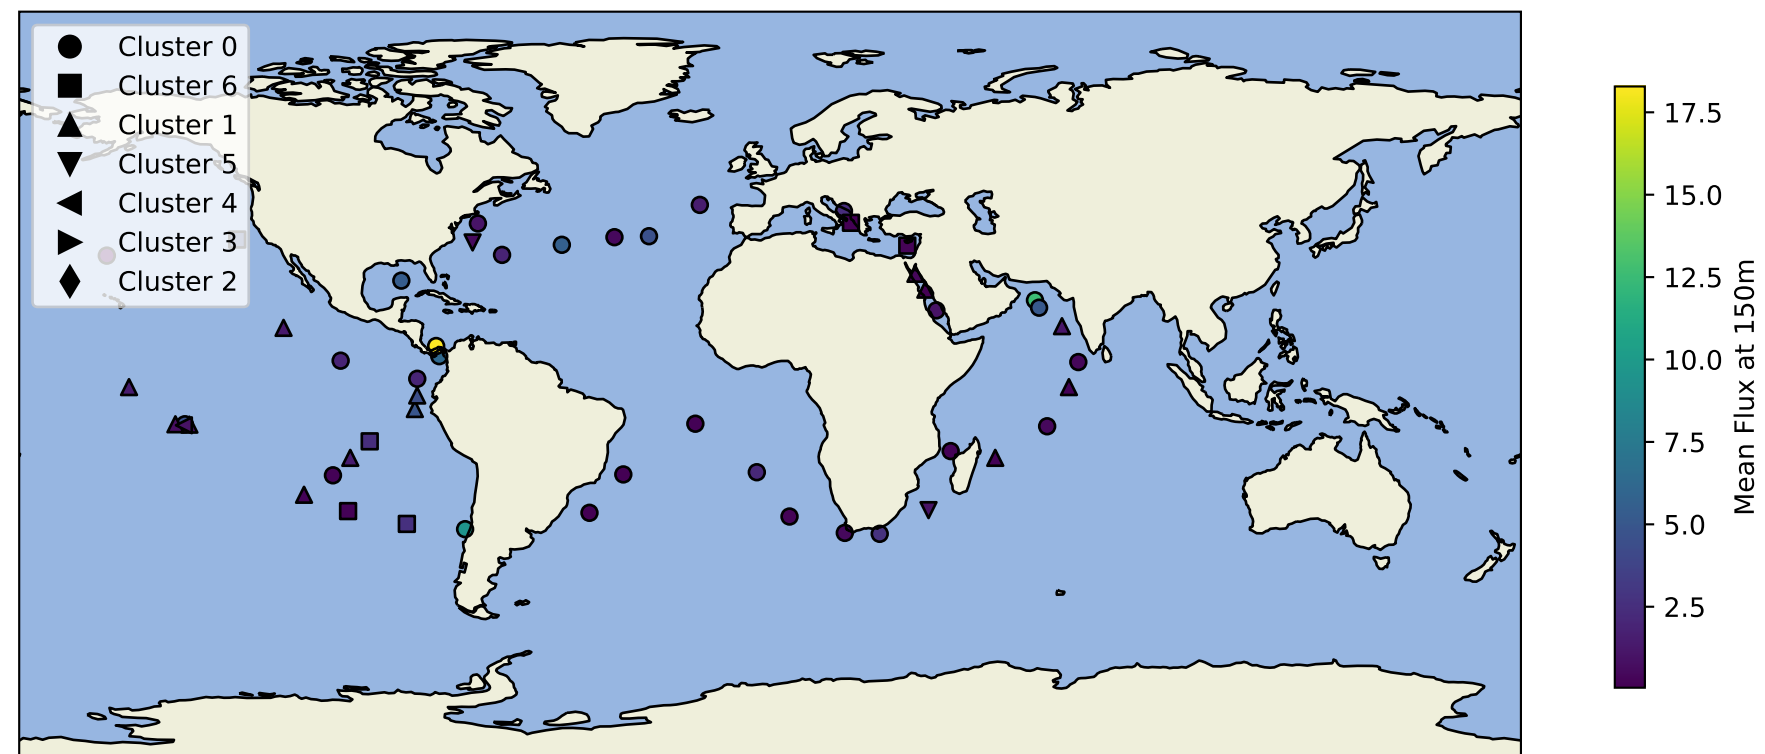 Cluster 0
Cluster 6
Cluster 1
Cluster 5
Cluster 4
Cluster 3
Cluster 2
17.5
15.0
12.5
10.0
7.5
5.0
2.5
Mean Flux at 150m